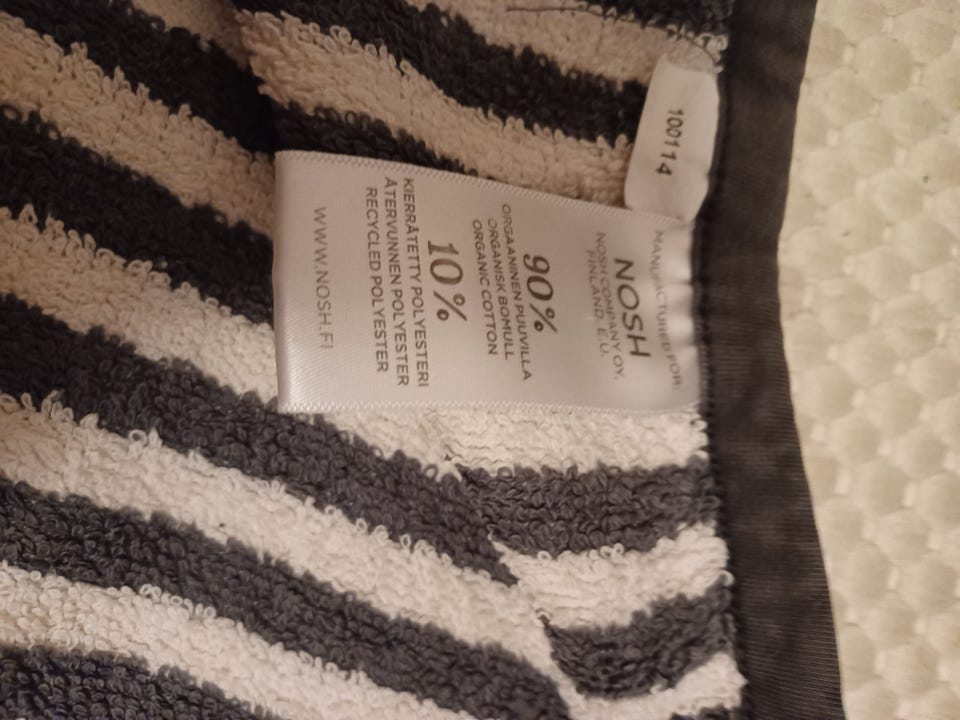 100114
MANUFACTURED FOR:
NOSH
NOSH COMPANY OY,
FINLAND, E.U.
90%
ORGAANINEN PUUVILLA
ORGANISK BOMULL
ORGANIC COTTON
10%
KIERRÄTETTY POLYESTERI
ÅTERVUNNEN POLYESTER
RECYCLED POLYESTER
WWW.NOSH.FI